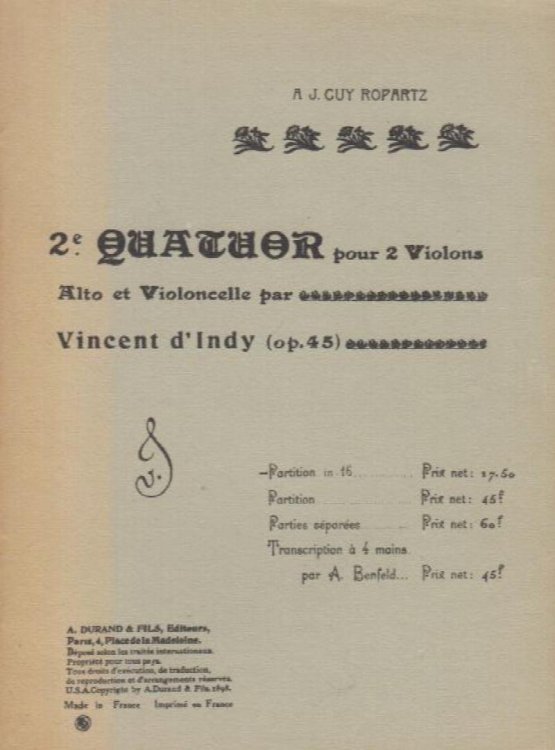 A J. GUY ROPARTZ
2e. QUATUOR pour 2 Violons
Alto et Violoncelle par
Vincent d'Indy (op.45)
Partition in 16............ Prix net: 17.50
Partition .................. Prix net: 45f
Parties séparées.......... Prix net: 60f
Transcription à 4 mains
par A. Benfeld... Prix net: 45f
A. DURAND & FILS, Editeurs,
Paris, 4, Place de la Madeleine.
Déposé selon les traités internationaux.
Propriété pour tous pays.
Tous droits d'exécution, de traduction,
de reproduction et d'arrangements réservés.
U.S.A. Copyright by A. Durand & Fils 1898.
Made in France Imprimé en France